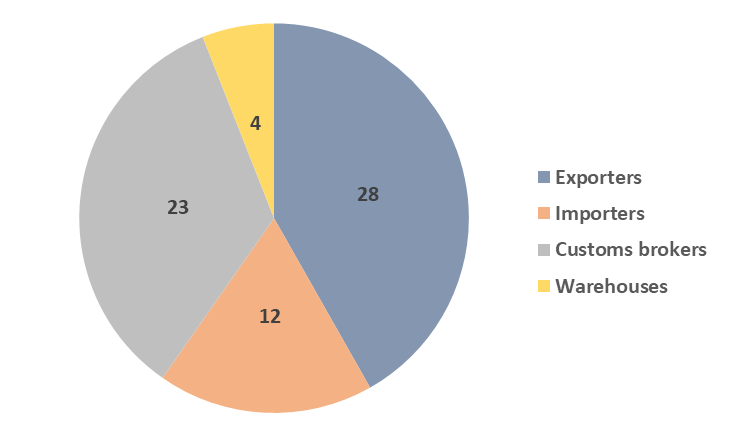 4
28
23
12
Exporters
Importers
Customs brokers
Warehouses